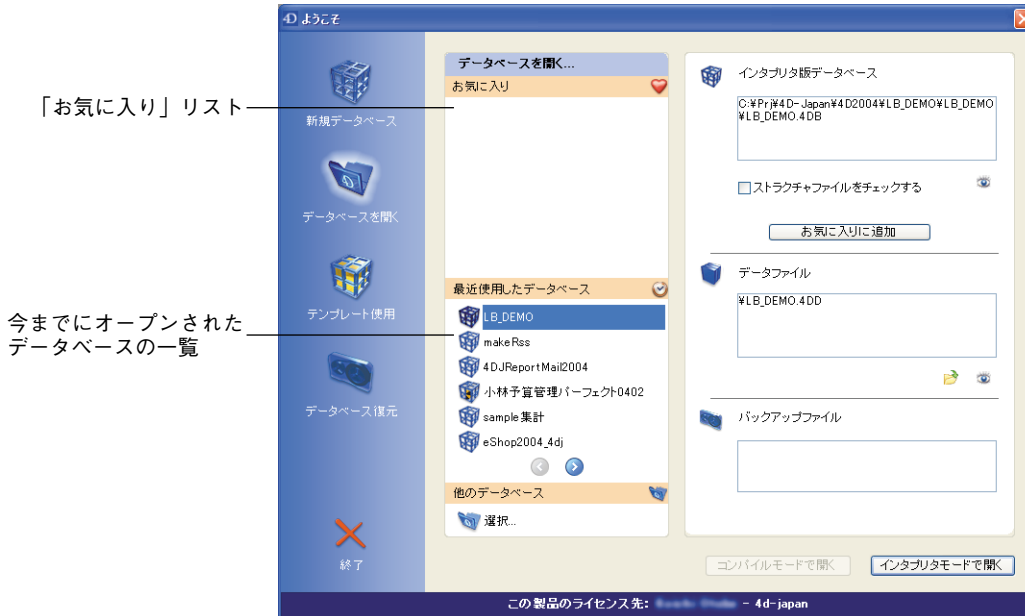 ようこそ
「お気に入り」リスト
今までにオープンされた
データベースの一覧
新規データベース
データベースを開く
テンプレート使用
データベース復元
終了
データベースを開く...
お気に入り
最近使用したデータベース
LB_DEMO
makeRss
4DJReportMail2004
小林予算管理パーフェクト0402
sample集計
eShop2004_4dj
他のデータベース
選択...
インタプリタ版データベース
C:¥Prj¥4D-Japan¥4D2004¥LB_DEMO¥LB_DEMO
¥LB_DEMO.4DB
ストラクチャファイルをチェックする
お気に入りに追加
データファイル
¥LB_DEMO.4DD
バックアップファイル
コンパイルモードで開く
インタプリタモードで開く
この製品のライセンス先: - 4d-japan